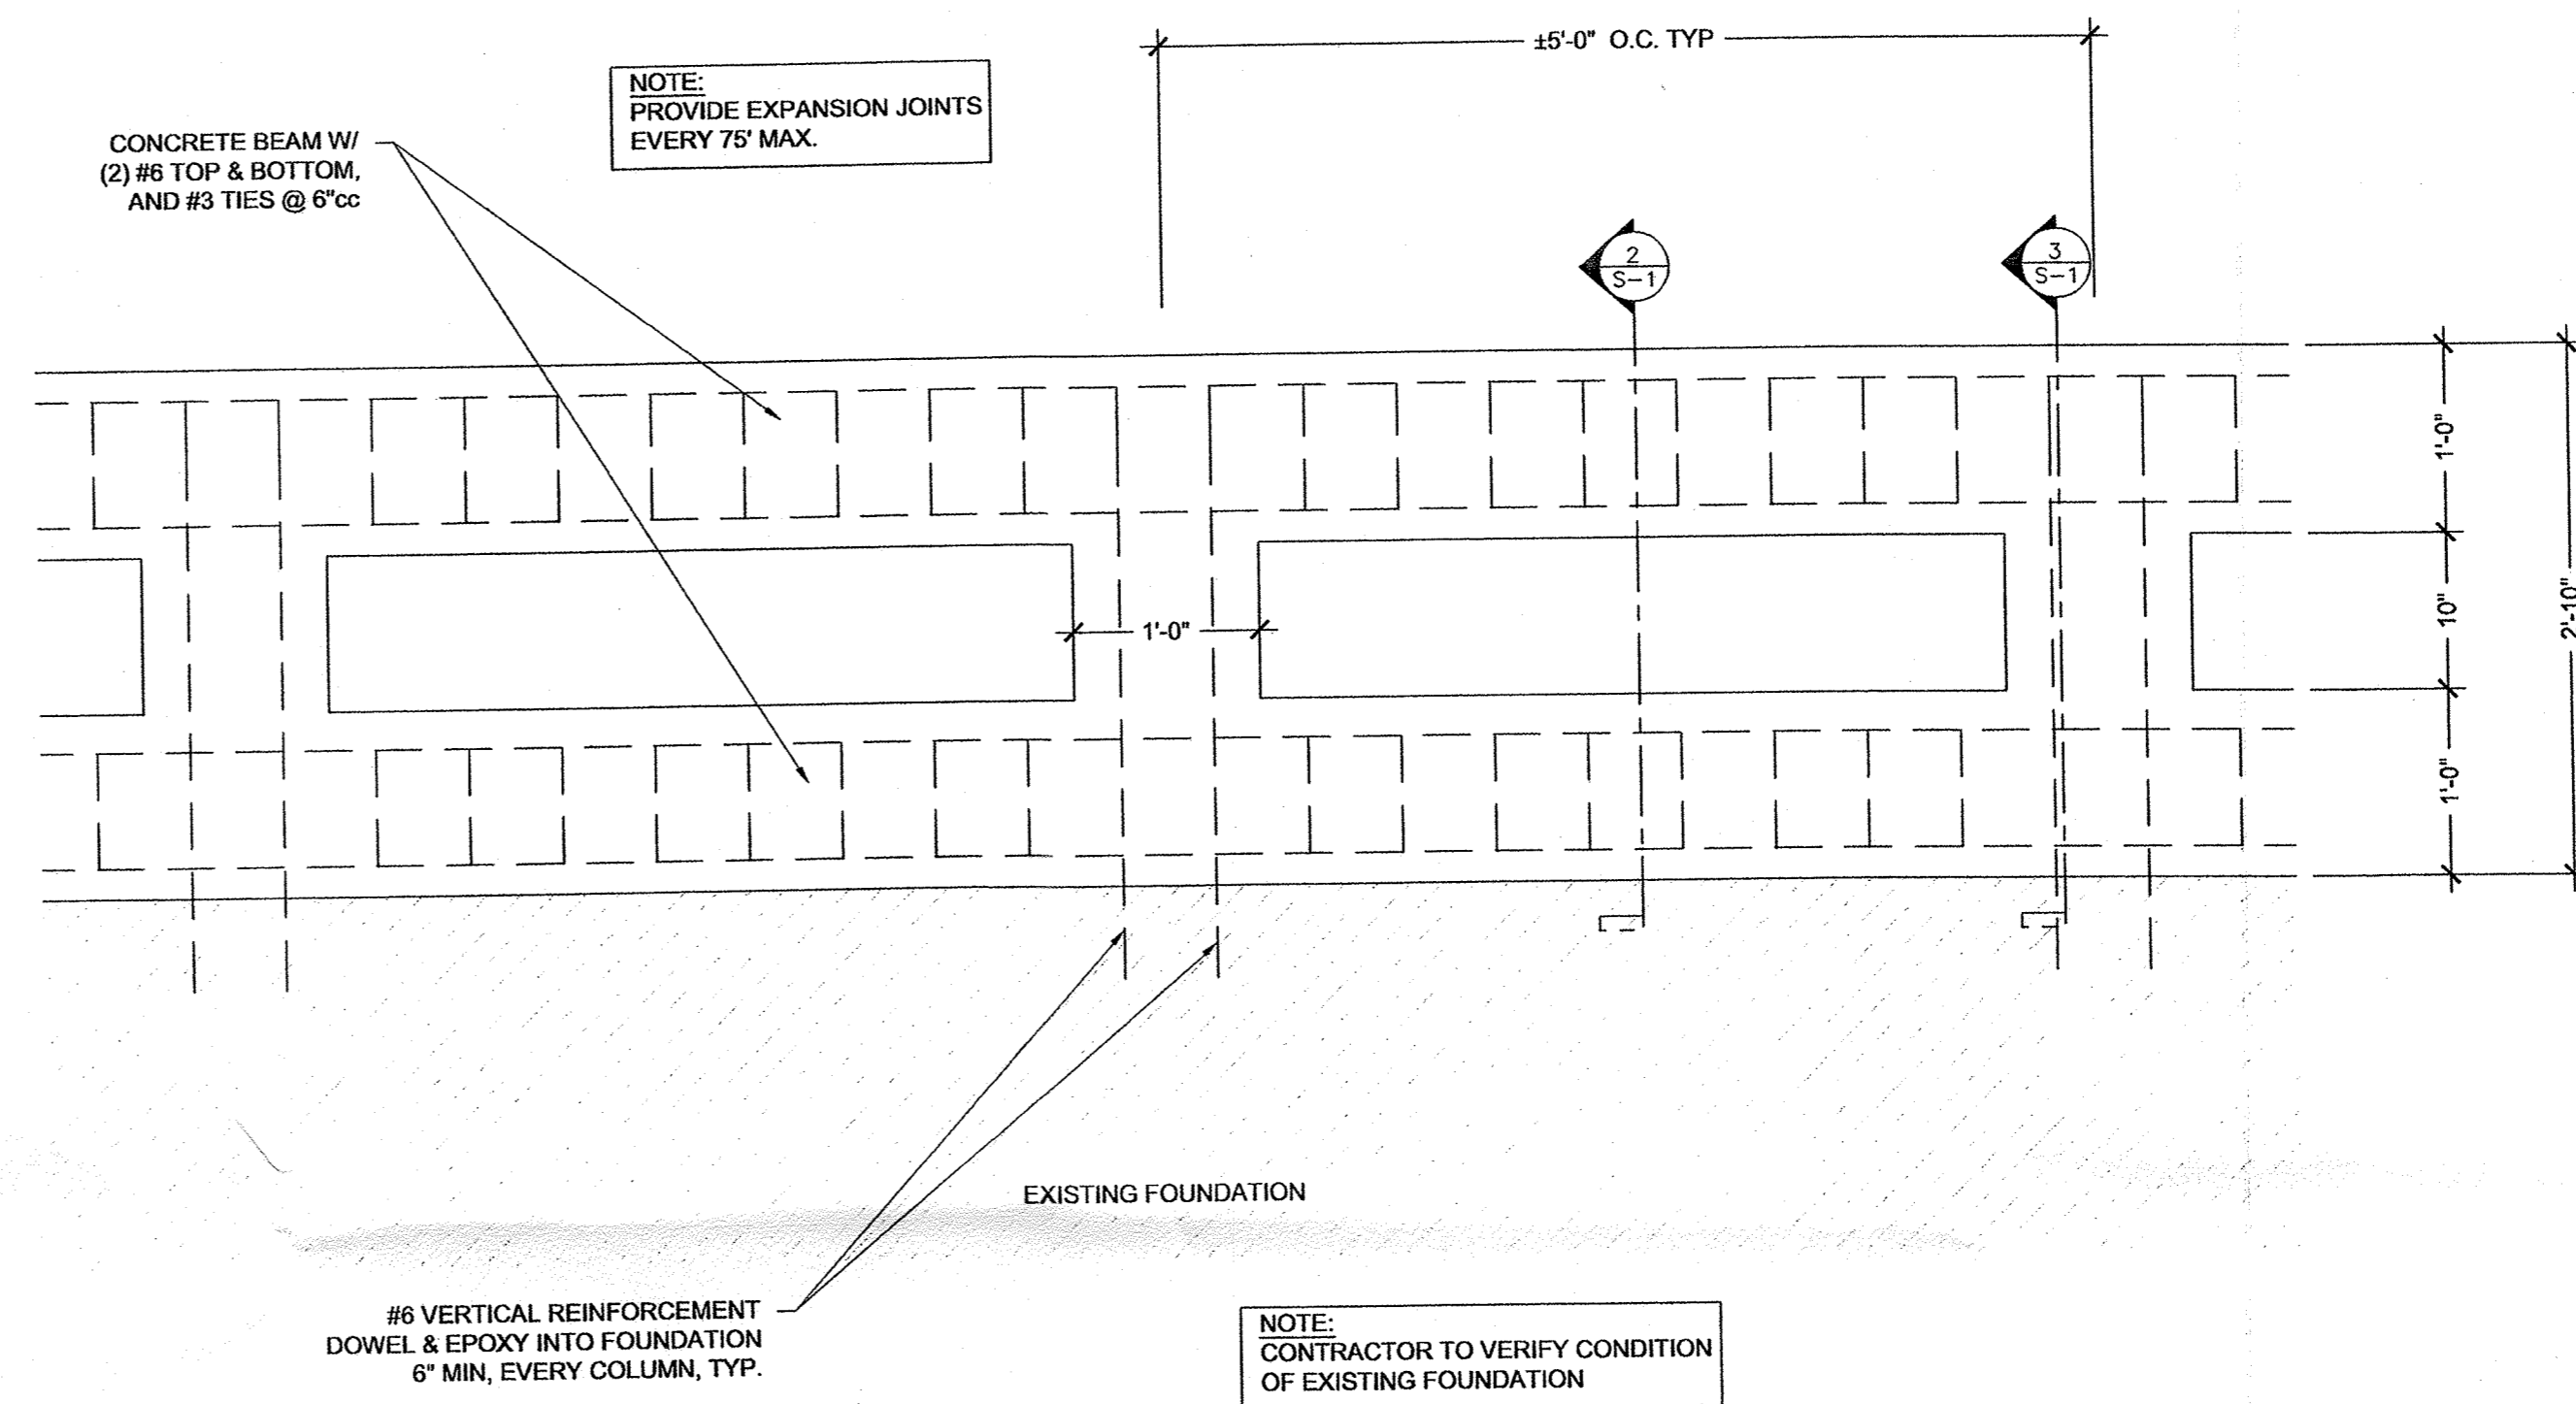 ±5'-0" O.C. TYP
NOTE:
PROVIDE EXPANSION JOINTS
EVERY 75' MAX.
CONCRETE BEAM W/
(2) #6 TOP & BOTTOM,
AND #3 TIES @ 6"cc
2
S-1
3
S-1
1'-0"
10"
1'-0"
2'-10"
1'-0"
EXISTING FOUNDATION
#6 VERTICAL REINFORCEMENT
DOWEL & EPOXY INTO FOUNDATION
6" MIN, EVERY COLUMN, TYP.
NOTE:
CONTRACTOR TO VERIFY CONDITION
OF EXISTING FOUNDATION